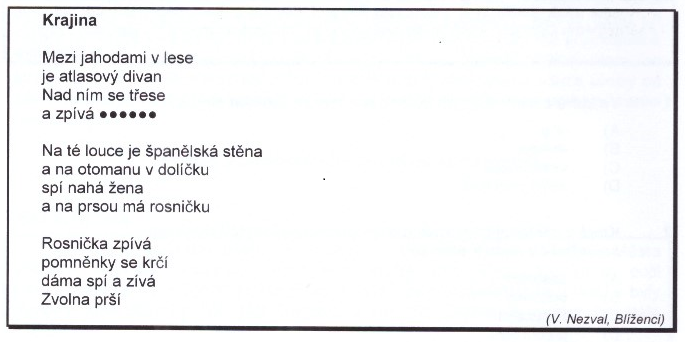 Krajina
Mezi jahodami v lese
je atlasový divan
Nad ním se třese
a zpívá ●●●●●●
Na té louce je španělská stěna
a na otomanu v dolíčku
spí nahá žena
a na prsou má rosničku
Rosnička zpívá
pomněnky se krčí
dáma spí a zívá
Zvolna prší
(V. Nezval, Blíženci)